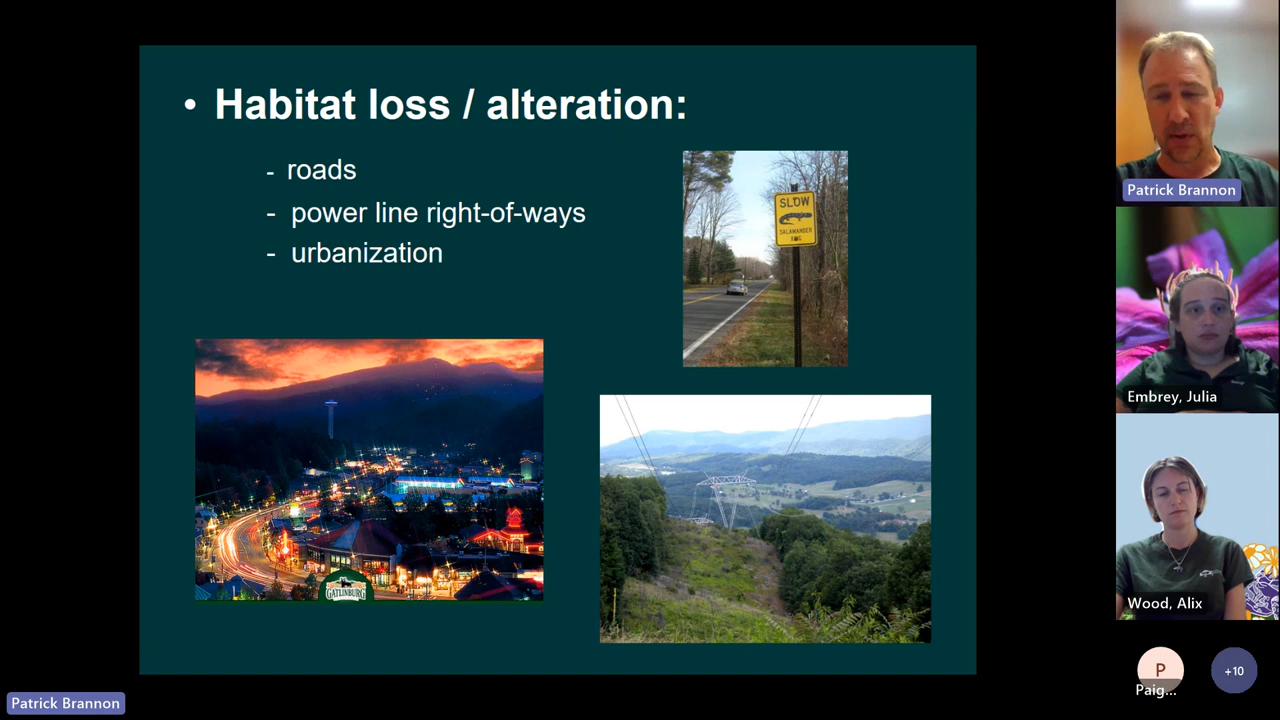 • Habitat loss / alteration:
- roads
- power line right-of-ways
- urbanization
SLOW
SALAMANDER
XING
GATLINBURG
Patrick Brannon
Embrey, Julia
Wood, Alix
P
Paig...
+10
Patrick Brannon